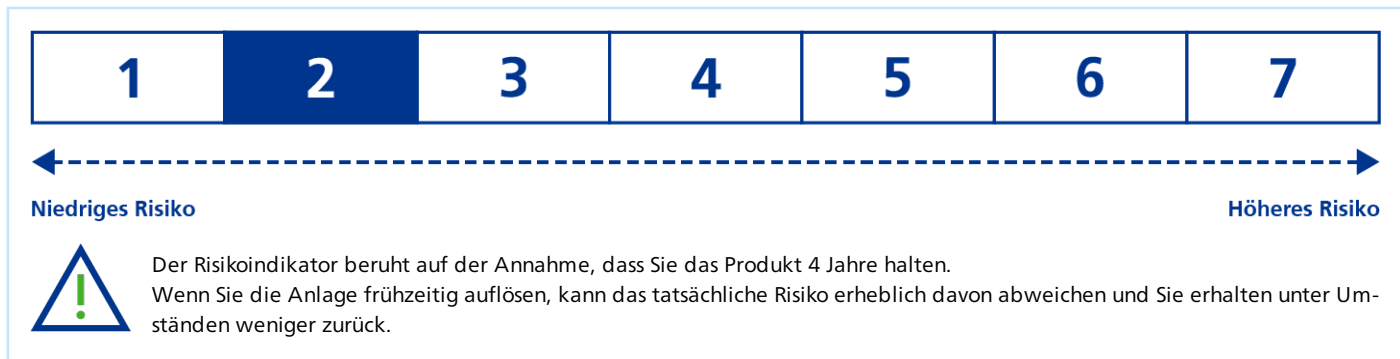 1 2 3 4 5 6 7
Niedriges Risiko Höheres Risiko
Der Risikoindikator beruht auf der Annahme, dass Sie das Produkt 4 Jahre halten.
Wenn Sie die Anlage frühzeitig auflösen, kann das tatsächliche Risiko erheblich davon abweichen und Sie erhalten unter Um-
ständen weniger zurück.